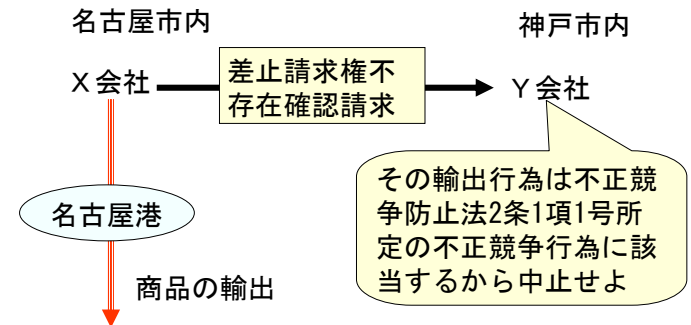 名古屋市内
神戸市内
X会社
差止請求権不
存在確認請求
Y会社
その輸出行為は不正競
争防止法2条1項1号所
定の不正競争行為に該
当するから中止せよ
名古屋港
商品の輸出